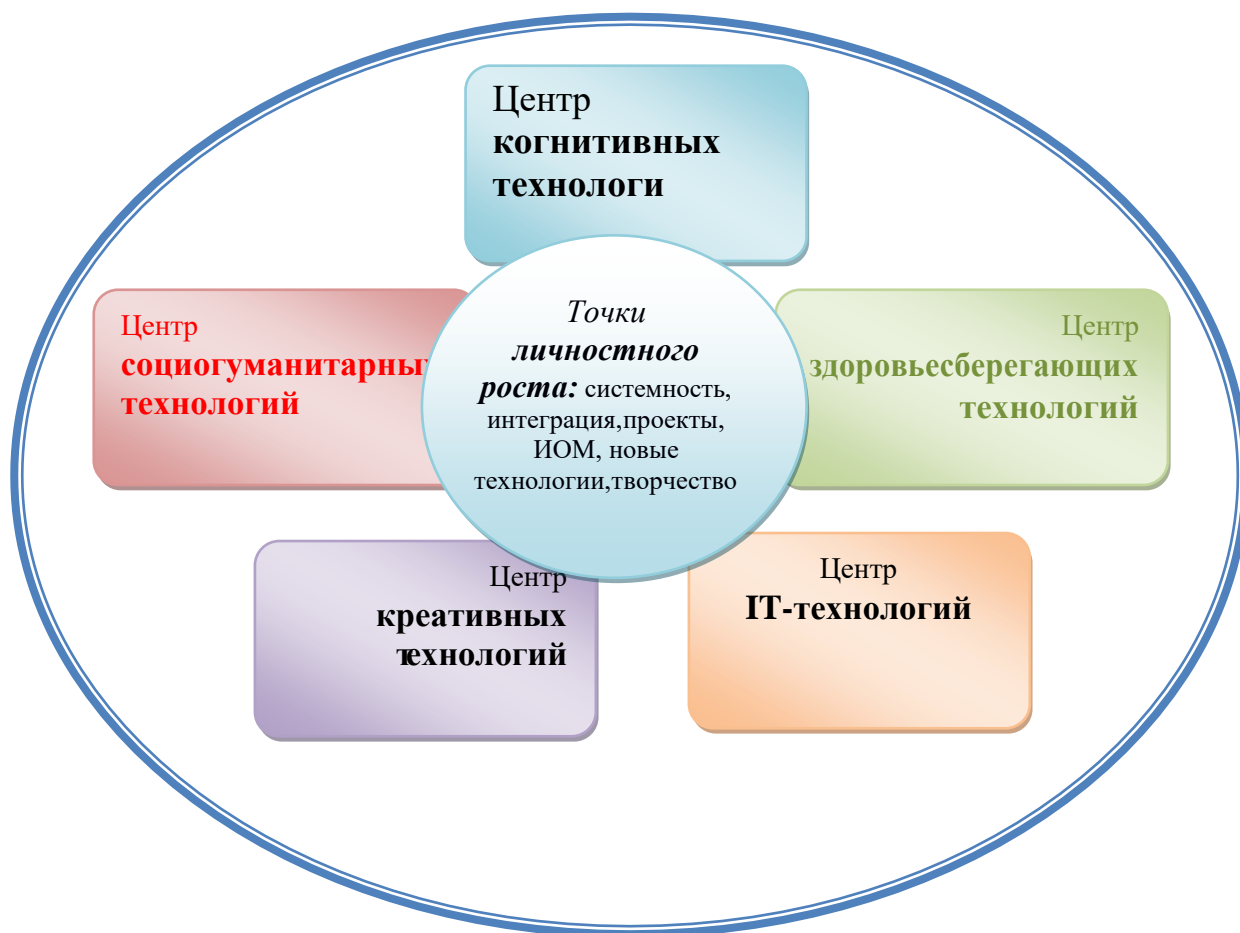 Центр
когнитивных
технологи
Точки
личностного
роста: системность,
интеграция,проекты,
ИОМ, новые
технологии,творчество
Центр
социогуманитарны
технологий
Центр
здоровьесберегающих
технологий
Центр
креативных
технологий
Центр
IT-технологий